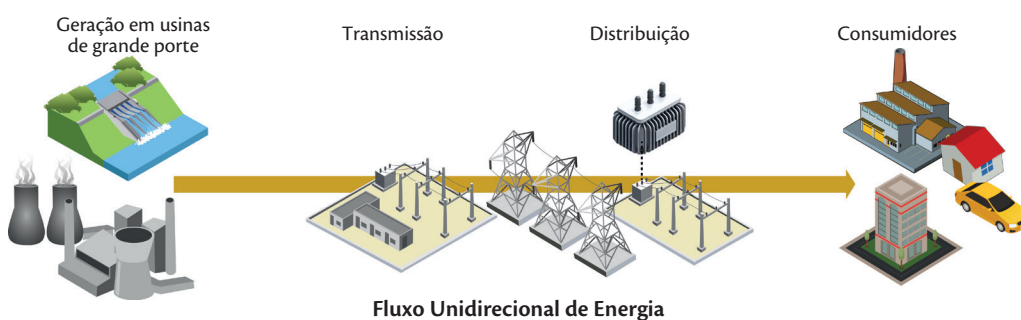 Geração em usinas
de grande porte
Transmissão
Distribuição
Consumidores
Fluxo Unidirecional de Energia